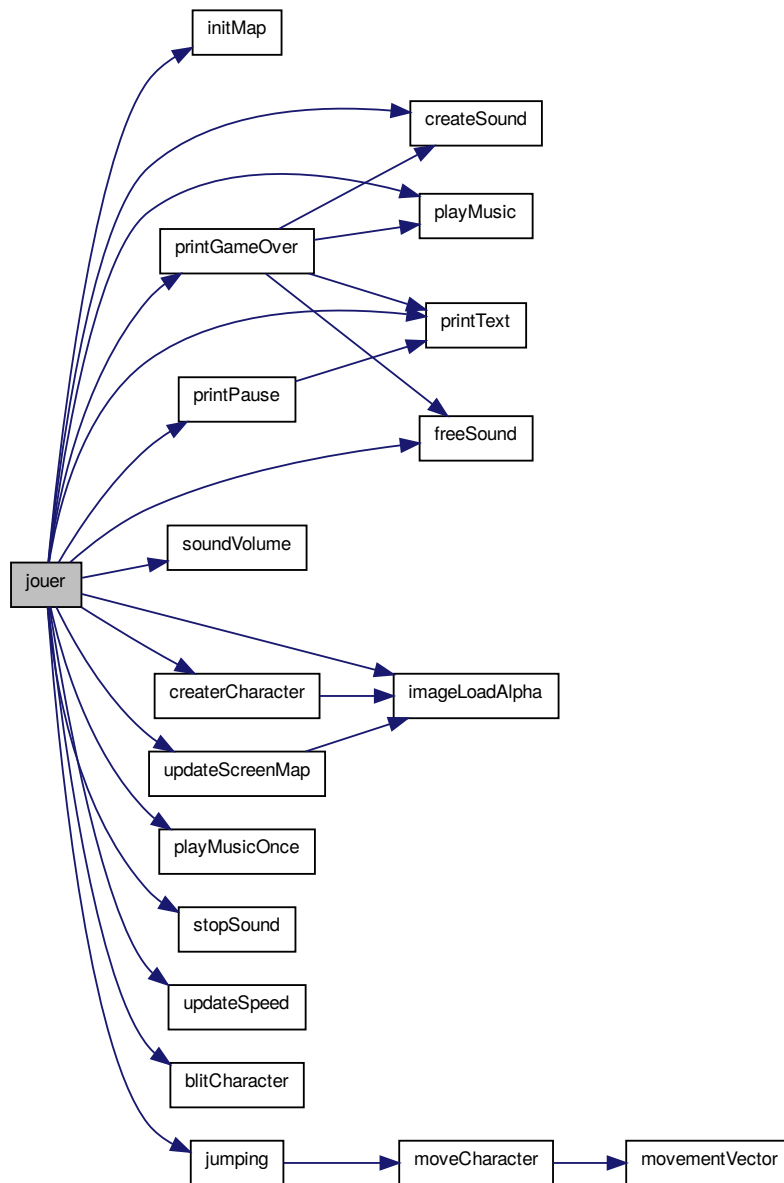 initMap
createSound
playMusic
printGameOver
printText
printPause
freeSound
soundVolume
jouer
createrCharacter
imageLoadAlpha
updateScreenMap
playMusicOnce
stopSound
updateSpeed
blitCharacter
jumping
moveCharacter
movementVector